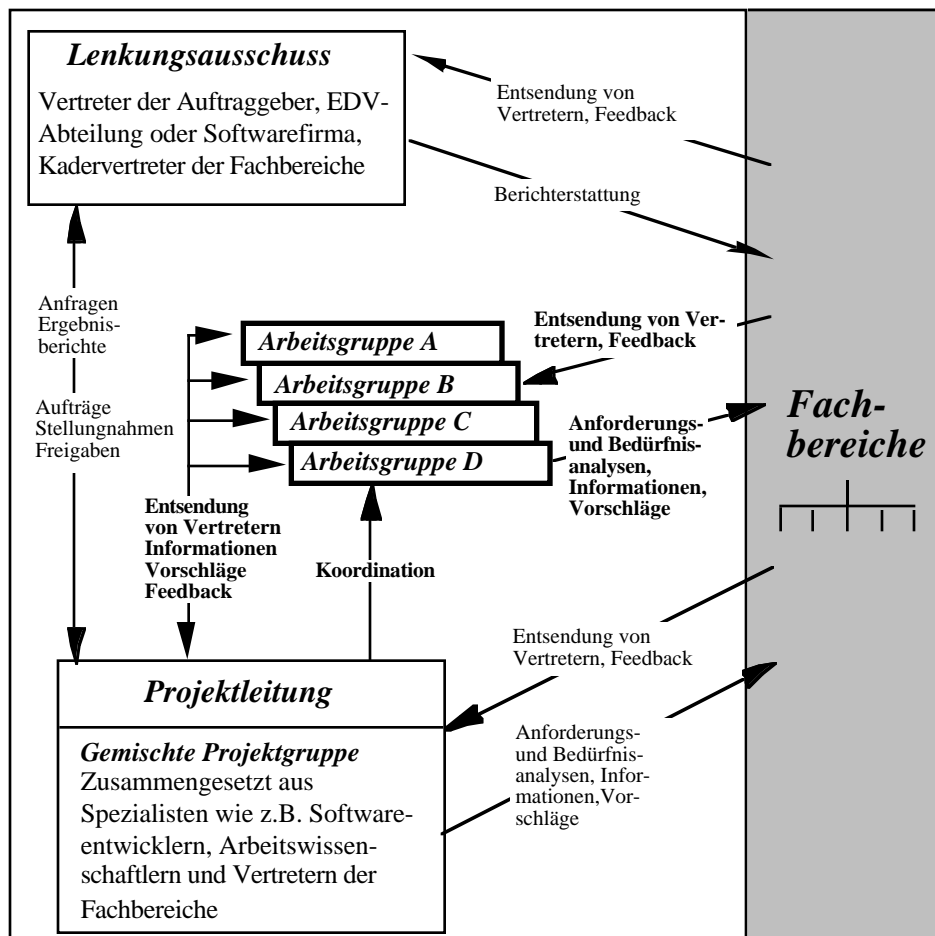 Lenkungsausschuss
Vertreter der Auftraggeber, EDV-
Abteilung oder Softwarefirma,
Kadervertreter der Fachbereiche
Entsendung von
Vertretern, Feedback
Berichterstattung
Anfragen
Ergebnis-
berichte
Aufträge
Stellungnahmen
Freigaben
Arbeitsgruppe A
Arbeitsgruppe B
Arbeitsgruppe C
Arbeitsgruppe D
Entsendung von Ver-
tretern, Feedback
Anforderungs-
und Bedürfnis-
analysen,
Informationen,
Vorschläge
Fach-
bereiche
Entsendung
von Vertretern
Informationen
Vorschläge
Feedback
Koordination
Entsendung von
Vertretern, Feedback
Projektleitung
Gemischte Projektgruppe
Zusammengesetzt aus
Spezialisten wie z.B. Software-
entwicklern, Arbeitswissen-
schaftlern und Vertretern der
Fachbereiche
Anforderungs-
und Bedürfnis-
analysen, Infor-
mationen,Vor-
schläge